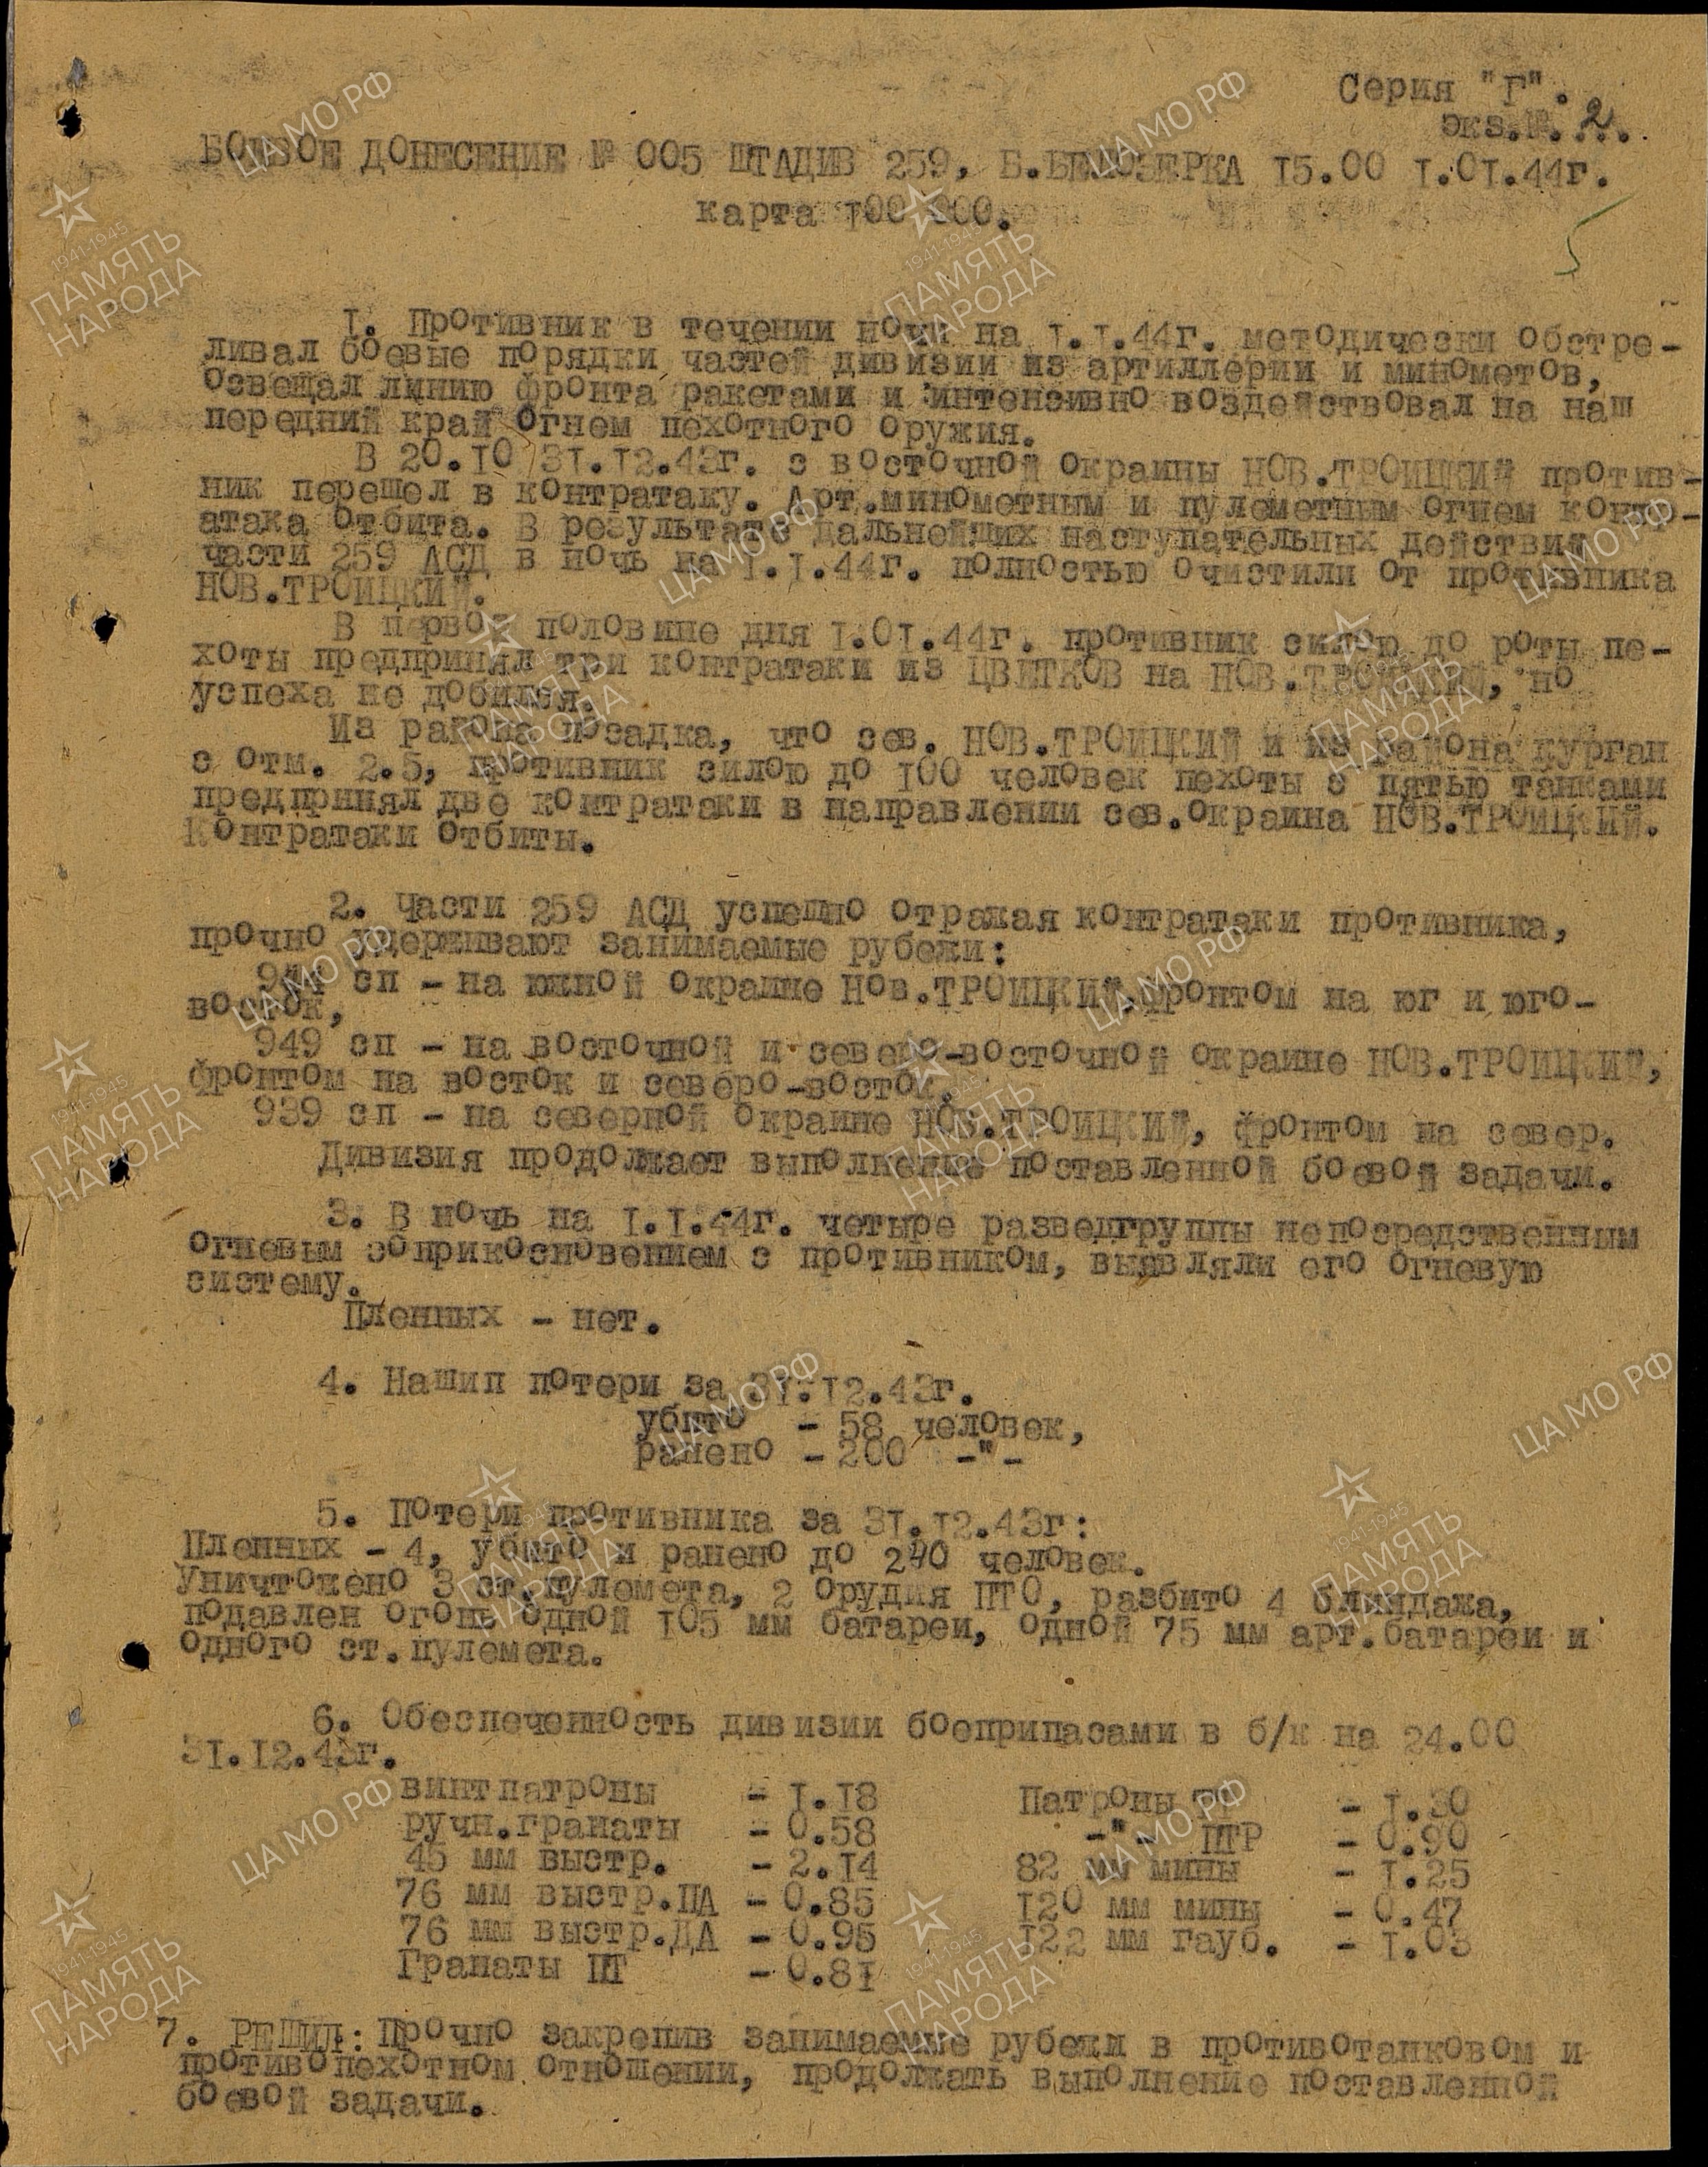 Серия "Г".
экз.№.2..
БОЕВОЕ ДОНЕСЕНИЕ № 005 ШТАДИВ 259, Б.БЕЛОЗЕРКА 15.00 1.01.44г.
карта 100 000.
5
1. Противник в течении ночи на 1.1.44г. методически обстре-
ливал боевые порядки частей дивизии из артиллерии и минометов,
освещал линию фронта ракетами и интенсивно воздействовал на наш
передний край огнем пехотного оружия.
В 20.10 31.12.43г. с восточной окраины НОВ.ТРОИЦКИЙ против-
ник перешел в контратаку. Арт.минометным и пулеметным огнем контр-
атака отбита. В результате дальнейших наступательных действий
части 259 АСД в ночь на 1.1.44г. полностью очистили от противника
НОВ.ТРОИЦКИЙ.
В первой половине дня 1.01.44г. противник силою до роты пе-
хоты предпринял три контратаки из ЦВЕТКОВ на НОВ.ТРОИЦКИЙ, но
успеха не добился.
Из района посадка, что сев. НОВ.ТРОИЦКИЙ и из района курган
с отм. 2.5, противник силою до 100 человек пехоты с пятью танками
предпринял две контратаки в направлении сев.окраина НОВ.ТРОИЦКИЙ.
Контратаки отбиты.
2. Части 259 АСД успешно отражая контратаки противника,
прочно удерживают занимаемые рубежи:
944 сп - на южной окраине Нов.ТРОИЦКИЙ фронтом на юг и юго-
восток,
949 сп - на восточной и северо-восточной окраине НОВ.ТРОИЦКИЙ,
фронтом на восток и северо-восток.
939 сп - на северной окраине НОВ.ТРОИЦКИЙ, фронтом на север.
Дивизия продолжает выполнение поставленной боевой задачи.
3. В ночь на 1.1.44г. четыре разведгруппы непосредственным
огневым соприкосновением с противником, выявляли его огневую
систему.
Пленных - нет.
4. Нашип потери за 31.12.43г.
убито - 58 человек,
ранено - 200 -"-
5. Потери противника за 31.12.43г:
Пленных - 4, убито и ранено до 240 человек.
Уничтожено 3 ст.пулемета, 2 орудия ПТО, разбито 4 блиндажа,
подавлен огонь одной 105 мм батареи, одной 75 мм арт.батареи и
одного ст.пулемета.
6. Обеспеченность дивизии боеприпасами в б/к на 24.00
31.12.43г.
винтпатроны - 1.18 Патроны ТТ - 1.30
ручн.гранаты - 0.58 -"- ПТР - 0.90
45 мм выстр. - 2.14 82 мм мины - 1.25
76 мм выстр.ПА - 0.85 120 мм мины - 0.47
76 мм выстр.ДА - 0.95 122 мм гауб. - 1.03
Гранаты ПТ - 0.81
7. РЕШИЛ: Прочно закрепив занимаемые рубежи в противотанковом и
противопехотном отношении, продолжать выполнение поставленной
боевой задачи.